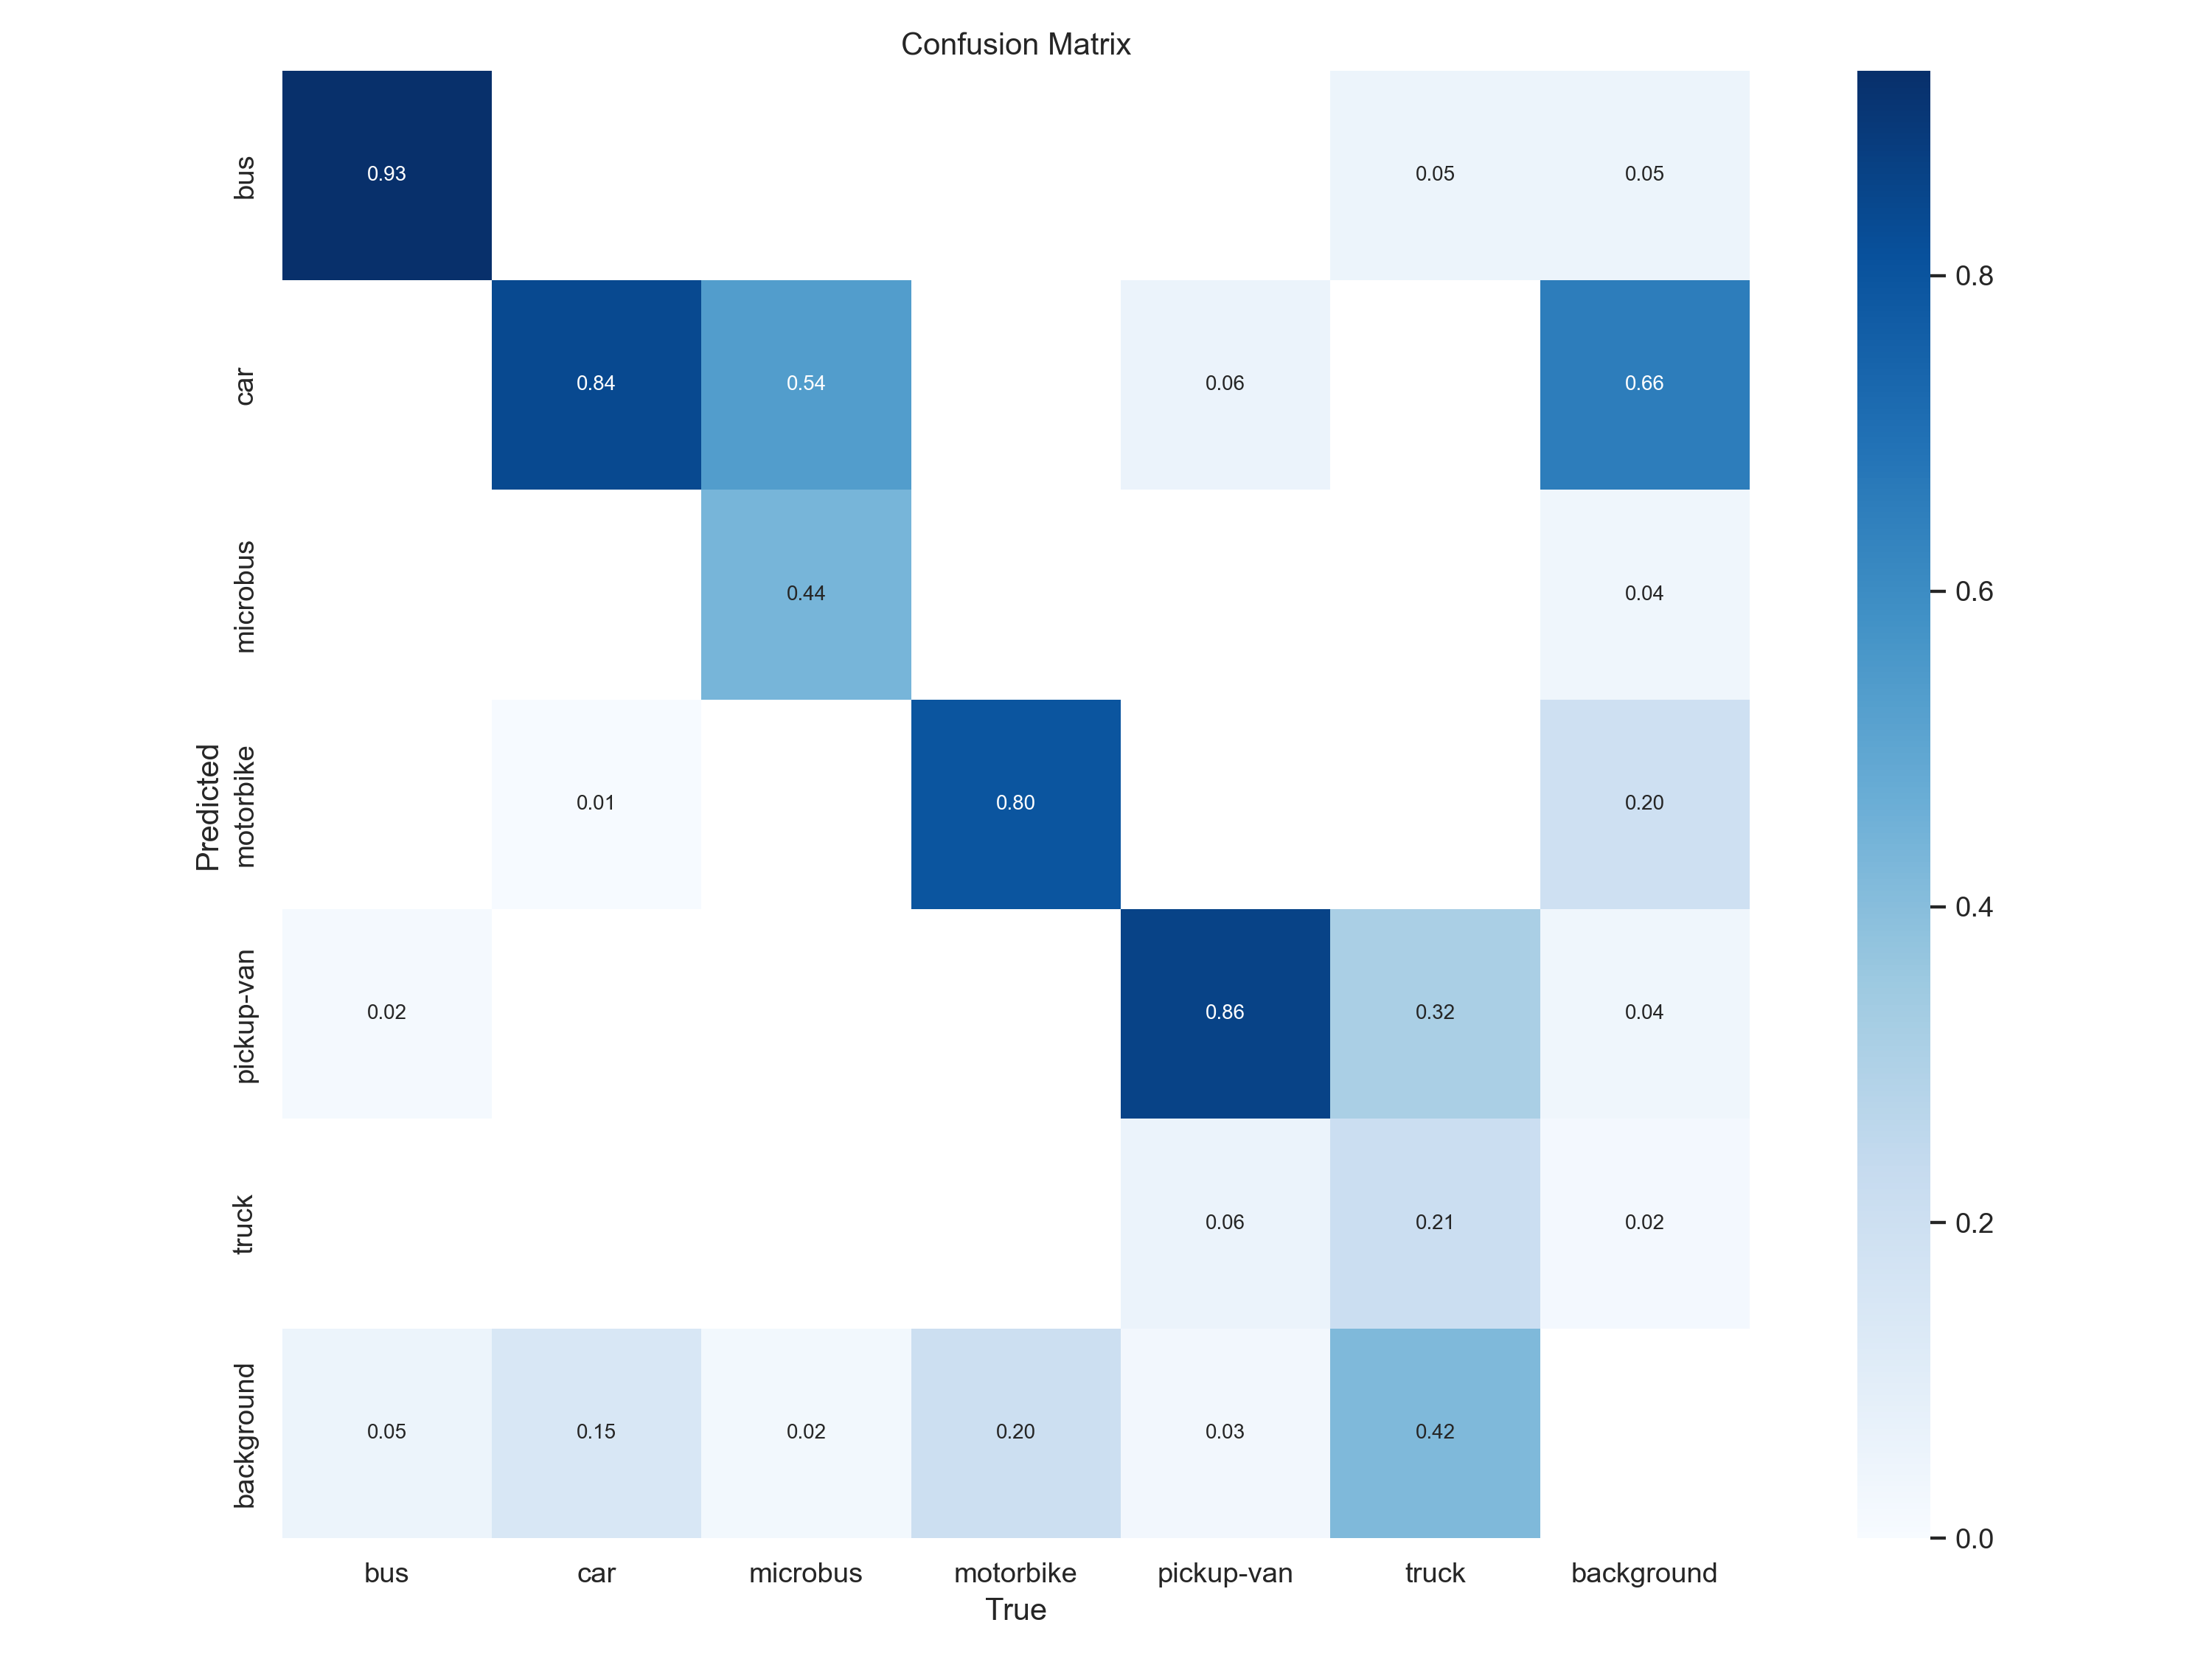 Confusion Matrix
bus
0.93
0.05
0.05
car
0.84
0.54
0.06
0.66
microbus
0.44
0.04
Predicted
motorbike
0.01
0.80
0.20
pickup-van
0.02
0.86
0.32
0.04
truck
0.06
0.21
0.02
background
0.05
0.15
0.02
0.20
0.03
0.42
bus
car
microbus
motorbike
pickup-van
truck
background
True
0.8
0.6
0.4
0.2
0.0